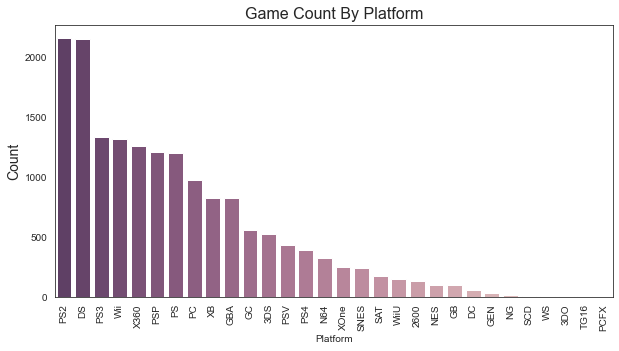 Game Count By Platform
Count
2000
1500
1000
500
0
PS2 DS PS3 Wii X360 PSP PS PC XB GBA GC 3DS PSV PS4 N64 XOne SNES SAT WiiU 2600 NES GB DC GEN NG SCD WS 3DO TG16 PCFX
Platform